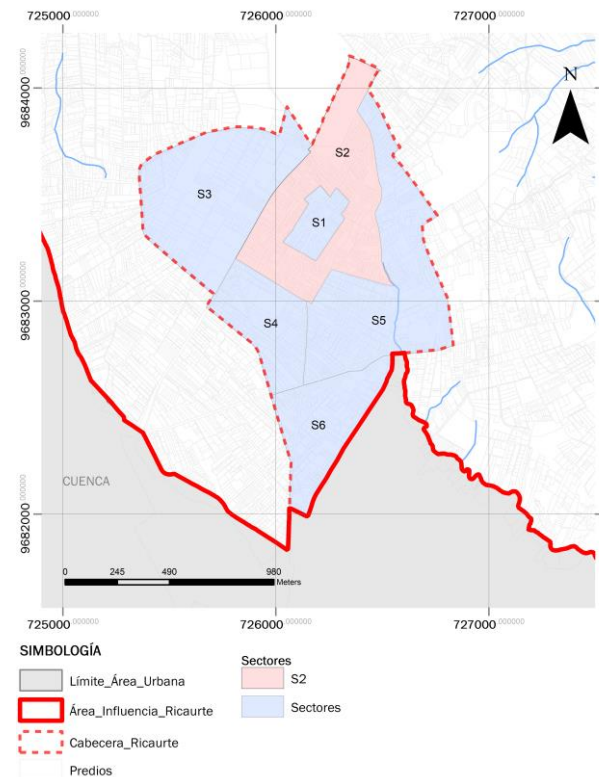 725000.000000 726000.000000 727000.000000
9684000.000000
N
S2
S3
S1
9683000.000000
S4
S5
S6
CUENCA
9682000.000000
0 245 490 980
Meters
725000.000000 726000.000000 727000.000000
SIMBOLOGÍA
Límite_Área_Urbana
Área_Influencia_Ricaurte
Cabecera_Ricaurte
Predios
Sectores
S2
Sectores